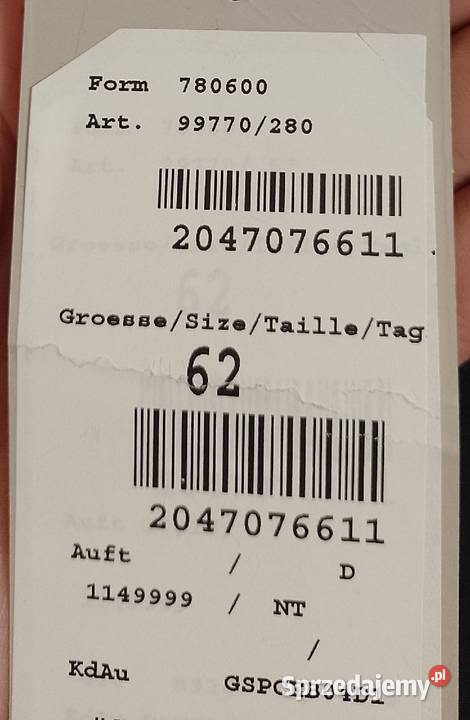 Form 780600
Art. 99770/280
2047076611
Groesse/Size/Taille/Tag
62
2047076611
Auft / D
1149999 / NT
/
KdAu
Sprzedajemy.pl